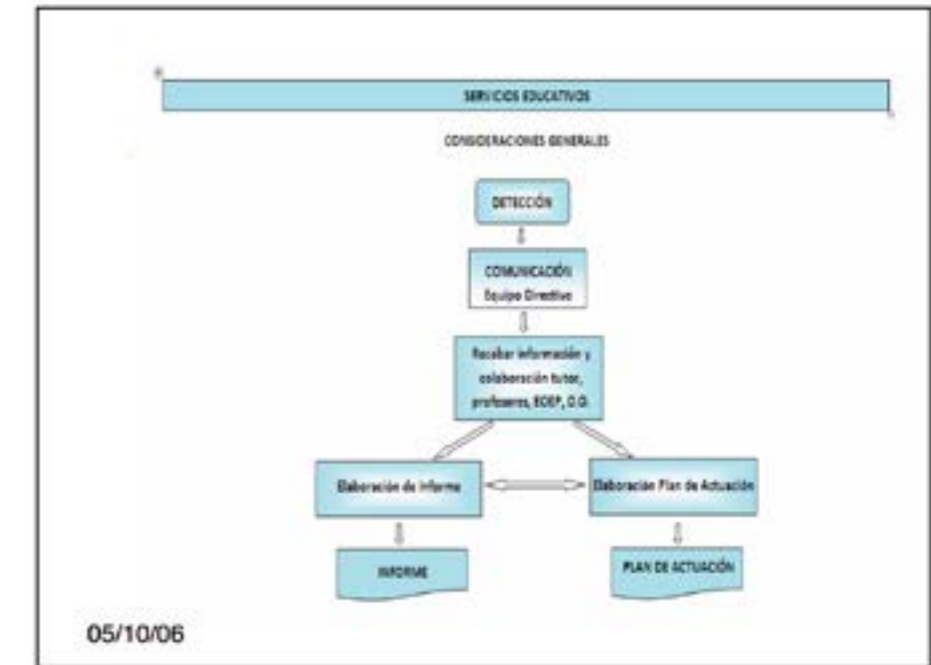 SERVICIOS EDUCATIVOS
CONSIDERACIONES GENERALES
DETECCIÓN
COMUNICACIÓN
Equipo Directivo
Recabar información y
colaboración tutor,
profesores, EOEP, D.O.
Elaboración de Informe
Elaboración Plan de Actuación
INFORME
PLAN DE ACTUACIÓN
05/10/06